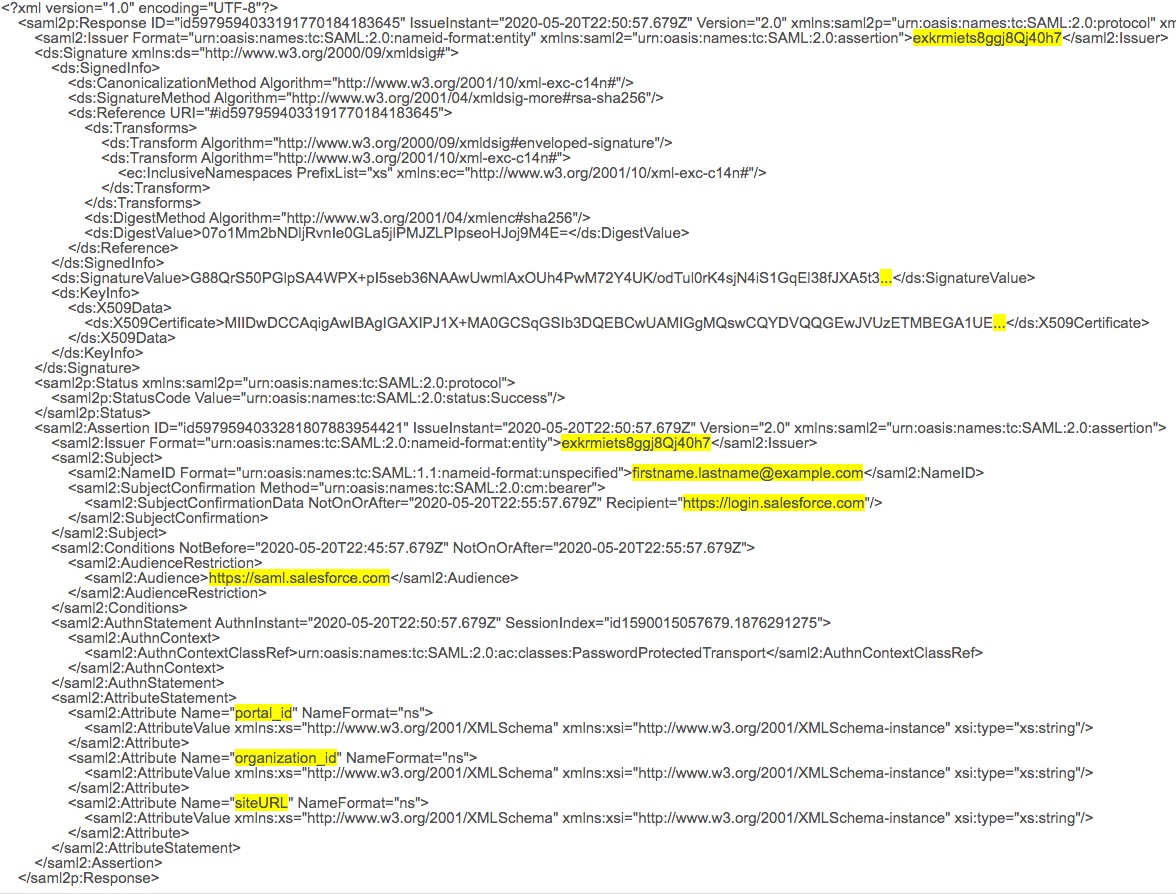 <?xml version="1.0" encoding="UTF-8"?>
<saml2p:Response ID="id59795940331917701841836​45" IssueInstant="2020-05-20T22:50:57.679Z" Version="2.0" xmlns:saml2p="urn:oasis:names:tc:SAML:2.0:protocol"
<saml2:Issuer Format="urn:oasis:names:tc:SAML:2.0:nameid-format:entity" xmlns:saml2="urn:oasis:names:tc:SAML:2.0:assertion">exkrmiets8ggj8Qj40h7</saml2:Issuer>
<ds:Signature xmlns:ds="http://www.w3.org/2000/09/xmldsig#">
<ds:SignedInfo>
<ds:CanonicalizationMethod Algorithm="http://www.w3.org/2001/10/xml-exc-c14n#"/>
<ds:SignatureMethod Algorithm="http://www.w3.org/2001/04/xmldsig-more#rsa-sha256"/>
<ds:Reference URI="#id59795940331917701841​83645">
<ds:Transforms>
<ds:Transform Algorithm="http://www.w3.org/2000/09/xmldsig#enveloped-signature"/>
<ds:Transform Algorithm="http://www.w3.org/2001/10/xml-exc-c14n#">
<ec:InclusiveNamespaces PrefixList="xs" xmlns:ec="http://www.w3.org/2001/10/xml-exc-c14n#"/>
</ds:Transform>
</ds:Transforms>
<ds:DigestMethod Algorithm="http://www.w3.org/2001/04/xmlenc#sha256"/>
<ds:DigestValue>07o1Mm2bNDljRvnIe0GLa5jlPMJZLPIpseoHJoj9M4E=</ds:DigestValue>
</ds:Reference>
</ds:SignedInfo>
<ds:SignatureValue>G88QrS50PGlpSA4WPX+pI5seb36NAAwUwmlAxOUh4PwM72Y4UK/odTul0rK4sjN4iS1GqEl38fJXA5t3...</ds:SignatureValue>
<ds:KeyInfo>
<ds:X509Data>
<ds:X509Certificate>MIIDwDCCAqigAwIBAgIGAXIPJ1X+MA0GCSqGSIb3DQEBCwUAMIGgMQswCQYDVQQGEwJVUzETMBEGA1UE...</ds:X509Certificate>
</ds:X509Data>
</ds:KeyInfo>
</ds:Signature>
<saml2p:Status xmlns:saml2p="urn:oasis:names:tc:SAML:2.0:protocol">
<saml2p:StatusCode Value="urn:oasis:names:tc:SAML:2.0:status:Success"/>
</saml2p:Status>
<saml2:Assertion ID="id59795940332818078839​54421" IssueInstant="2020-05-20T22:50:57.679Z" Version="2.0" xmlns:saml2="urn:oasis:names:tc:SAML:2.0:assertion">
<saml2:Issuer Format="urn:oasis:names:tc:SAML:2.0:nameid-format:entity">exkrmiets8ggj8Qj40h7</saml2:Issuer>
<saml2:Subject>
<saml2:NameID Format="urn:oasis:names:tc:SAML:1.1:nameid-format:unspecified">firstname.lastname@example.com</saml2:NameID>
<saml2:SubjectConfirmation Method="urn:oasis:names:tc:SAML:2.0:cm:bearer">
<saml2:SubjectConfirmationData NotOnOrAfter="2020-05-20T22:55:57.679Z" Recipient="https://login.salesforce.com"/>
</saml2:SubjectConfirmation>
</saml2:Subject>
<saml2:Conditions NotBefore="2020-05-20T22:45:57.679Z" NotOnOrAfter="2020-05-20T22:55:57.679Z">
<saml2:AudienceRestriction>
<saml2:Audience>https://saml.salesforce.com</saml2:Audience>
</saml2:AudienceRestriction>
</saml2:Conditions>
<saml2:AuthnStatement AuthnInstant="2020-05-20T22:50:57.679Z" SessionIndex="id1590015057679.1876291275">
<saml2:AuthnContext>
<saml2:AuthnContextClassRef>urn:oasis:names:tc:SAML:2.0:ac:classes:PasswordProtectedTransport</saml2:AuthnContextClassRef>
</saml2:AuthnContext>
</saml2:AuthnStatement>
<saml2:AttributeStatement>
<saml2:Attribute Name="portal_id" NameFormat="ns">
<saml2:AttributeValue xmlns:xs="http://www.w3.org/2001/XMLSchema" xmlns:xsi="http://www.w3.org/2001/XMLSchema-instance" xsi:type="xs:string"/>
</saml2:Attribute>
<saml2:Attribute Name="organization_id" NameFormat="ns">
<saml2:AttributeValue xmlns:xs="http://www.w3.org/2001/XMLSchema" xmlns:xsi="http://www.w3.org/2001/XMLSchema-instance" xsi:type="xs:string"/>
</saml2:Attribute>
<saml2:Attribute Name="siteURL" NameFormat="ns">
<saml2:AttributeValue xmlns:xs="http://www.w3.org/2001/XMLSchema" xmlns:xsi="http://www.w3.org/2001/XMLSchema-instance" xsi:type="xs:string"/>
</saml2:Attribute>
</saml2:AttributeStatement>
</saml2:Assertion>
</saml2p:Response>